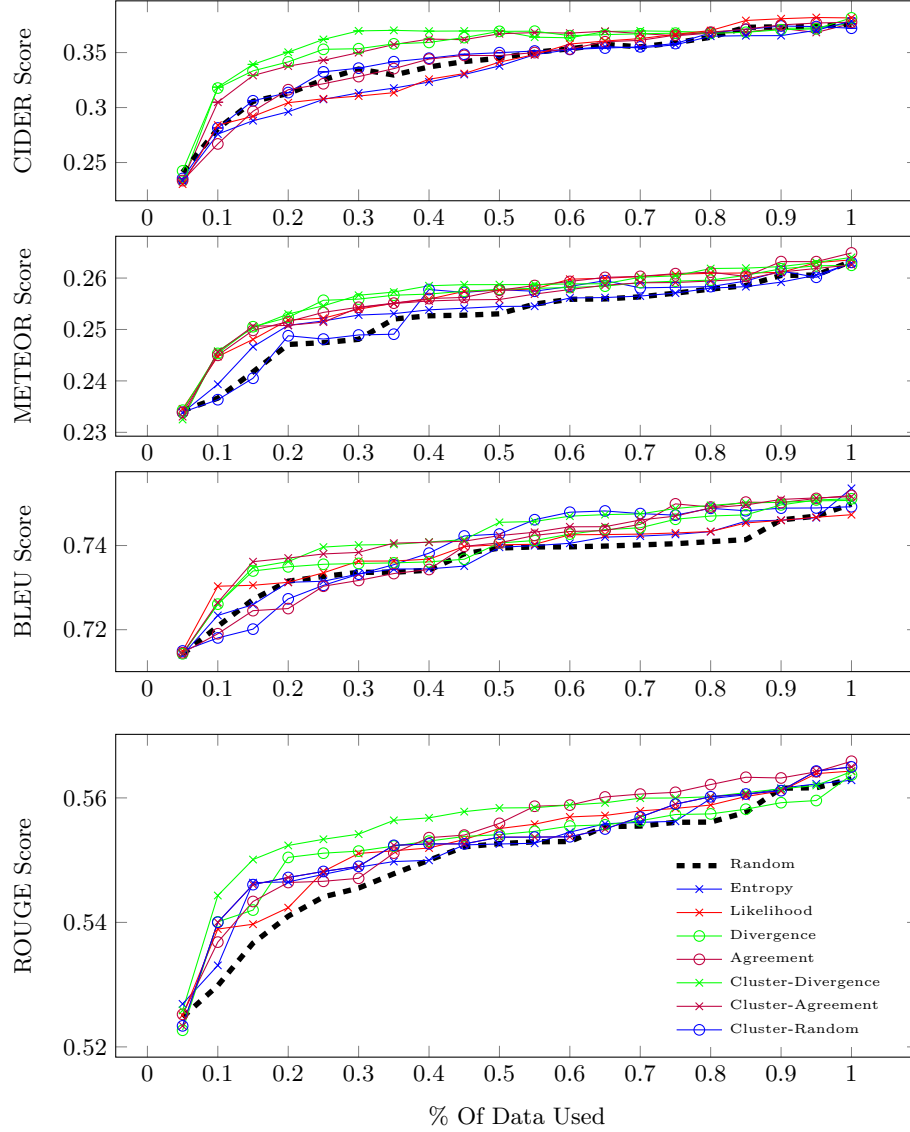 CIDER Score
0.35
0.3
0.25
0 0.1 0.2 0.3 0.4 0.5 0.6 0.7 0.8 0.9 1
METEOR Score
0.26
0.25
0.24
0.23
0 0.1 0.2 0.3 0.4 0.5 0.6 0.7 0.8 0.9 1
BLEU Score
0.74
0.72
0 0.1 0.2 0.3 0.4 0.5 0.6 0.7 0.8 0.9 1
ROUGE Score
0.56
0.54
0.52
Random
Entropy
Likelihood
Divergence
Agreement
Cluster-Divergence
Cluster-Agreement
Cluster-Random
0 0.1 0.2 0.3 0.4 0.5 0.6 0.7 0.8 0.9 1
% Of Data Used